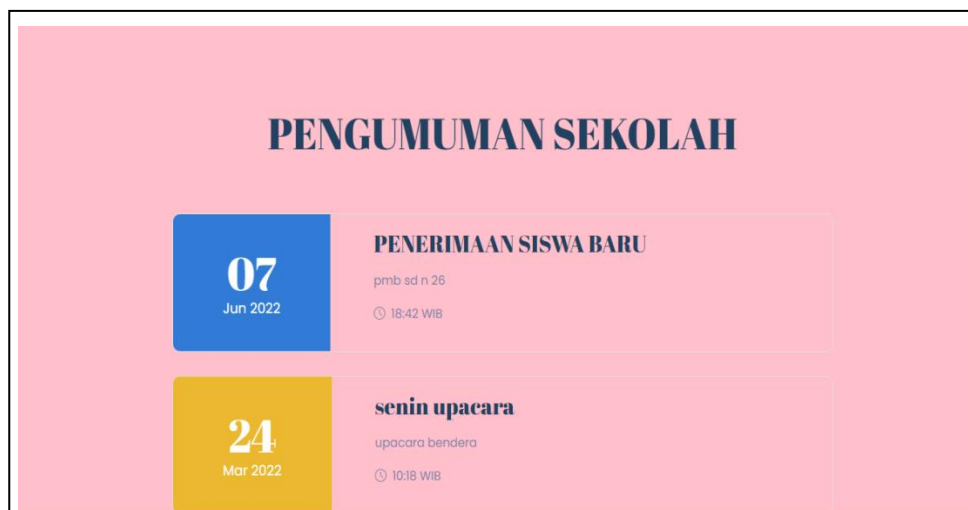 PENGUMUMAN SEKOLAH
07
Jun 2022
PENERIMAAN SISWA BARU
pmb sd n 26
18:42 WIB
24
Mar 2022
senin upacara
upacara bendera
10:18 WIB